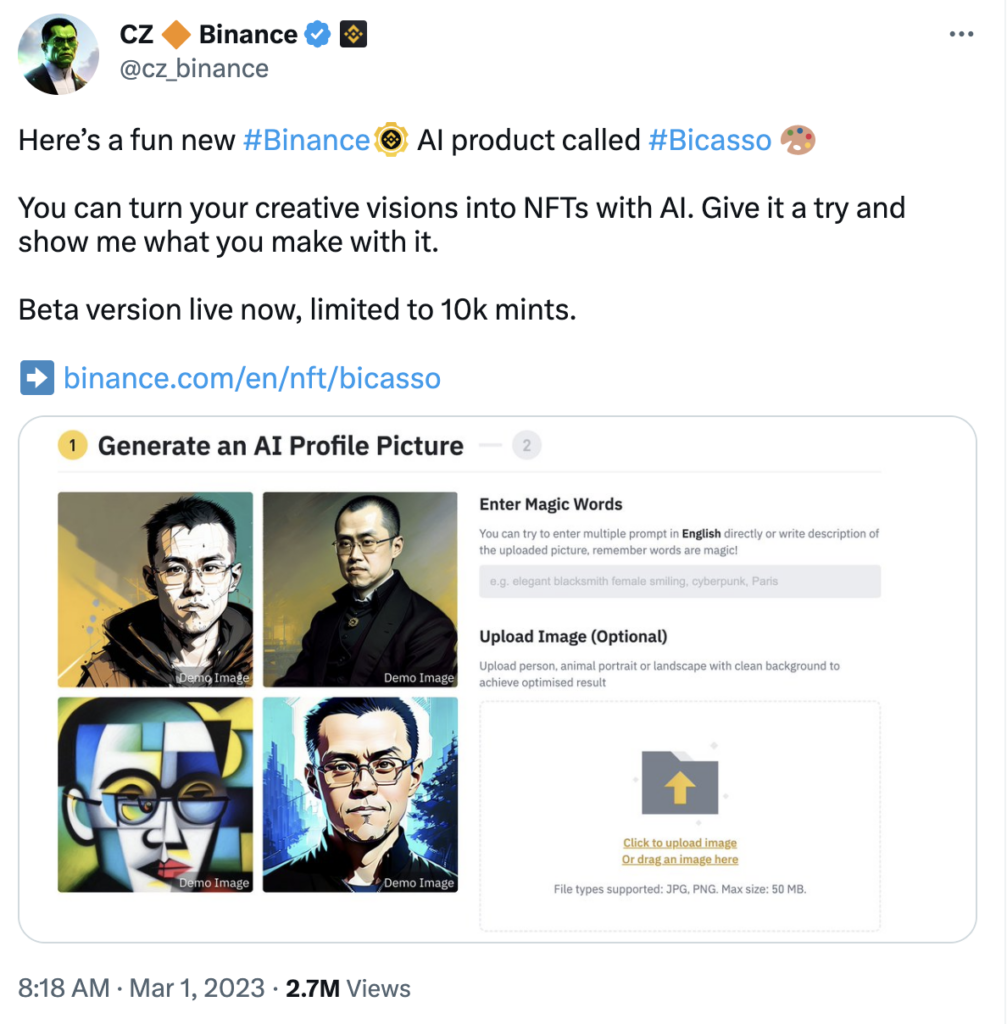 CZ 🔶 Binance
@cz_binance
Here’s a fun new #Binance AI product called #Bicasso 🎨
You can turn your creative visions into NFTs with AI. Give it a try and
show me what you make with it.
Beta version live now, limited to 10k mints.
➡️ binance.com/en/nft/bicasso
1 Generate an AI Profile Picture — 2
Enter Magic Words
You can try to enter multiple prompt in English directly or write description of
the uploaded picture, remember words are magic!
e.g. elegant blacksmith female smiling, cyberpunk, Paris
Demo Image
Demo Image
Upload Image (Optional)
Upload person, animal portrait or landscape with clean background to
achieve optimised result
Demo Image
Demo Image
Click to upload image
Or drag an image here
File types supported: JPG, PNG. Max size: 50 MB.
8:18 AM · Mar 1, 2023 · 2.7M Views